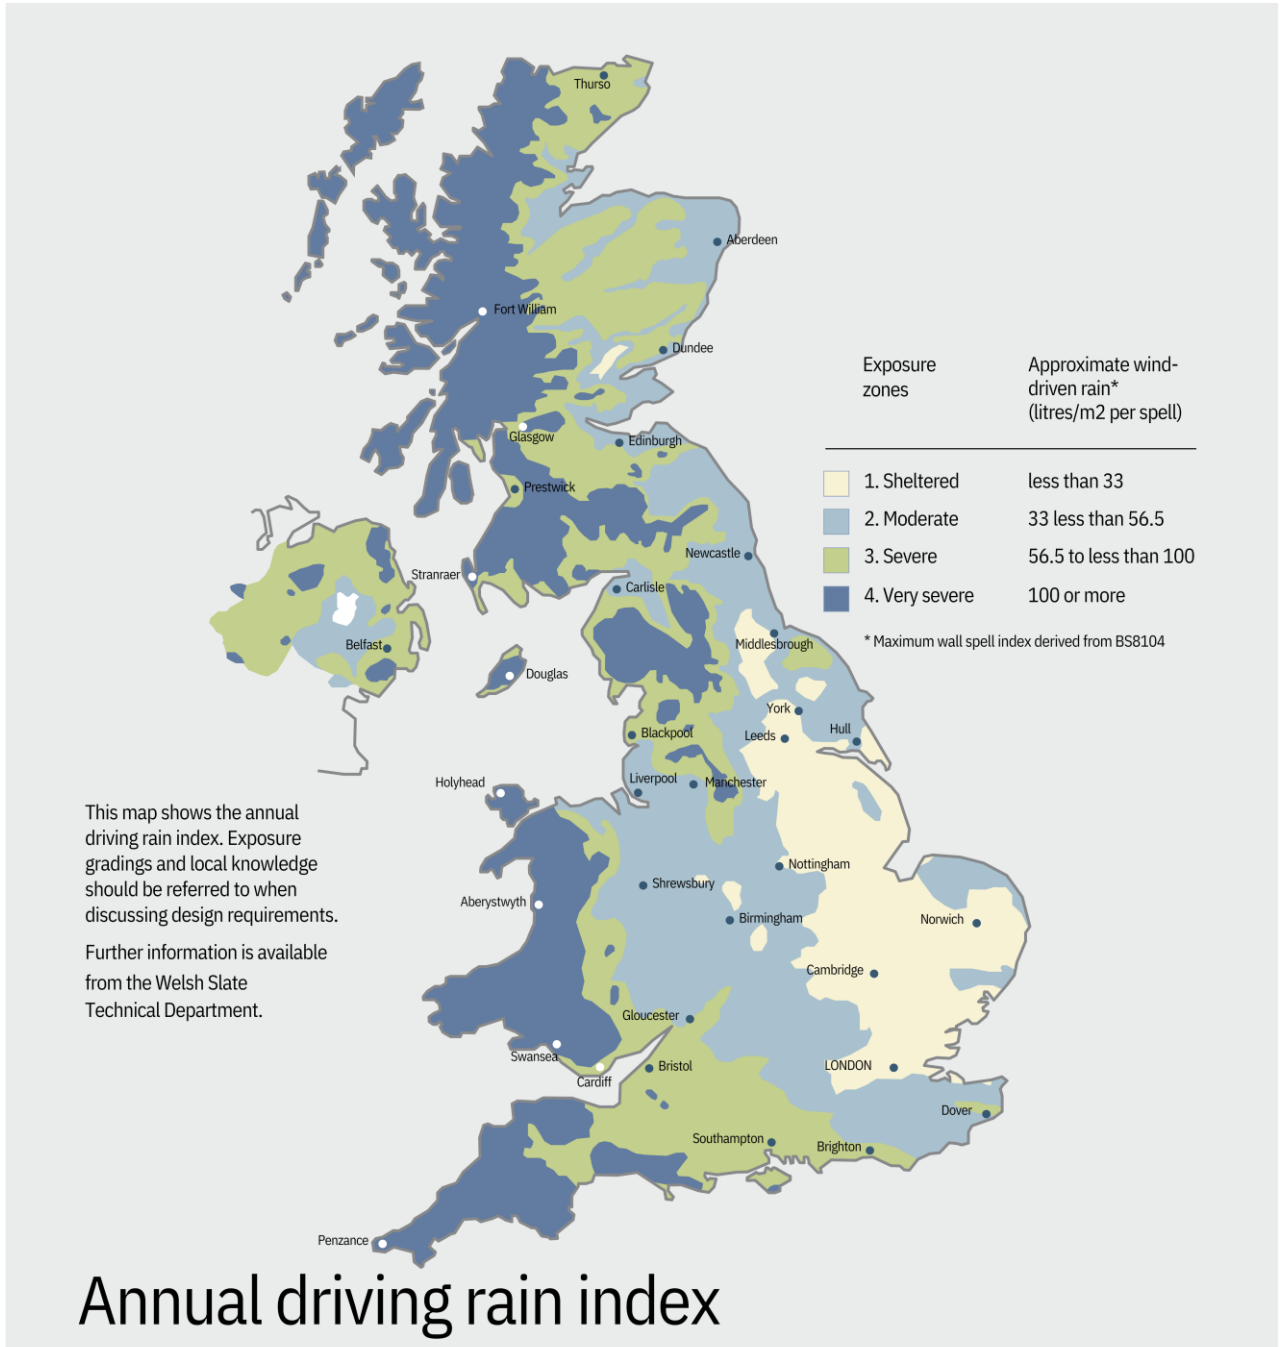 Thurso
Aberdeen
Fort William
Dundee
Glasgow
Edinburgh
Prestwick
Newcastle
Stranraer
Carlisle
Belfast
Middlesbrough
Douglas
York
Leeds
Hull
Blackpool
Holyhead
Liverpool
Manchester
Nottingham
Shrewsbury
Aberystwyth
Birmingham
Norwich
Cambridge
Gloucester
Swansea
Cardiff
Bristol
LONDON
Dover
Southampton
Brighton
Penzance
Exposure
zones
Approximate wind-
driven rain*
(litres/m2 per spell)
1. Sheltered less than 33
2. Moderate 33 less than 56.5
3. Severe 56.5 to less than 100
4. Very severe 100 or more
* Maximum wall spell index derived from BS8104
This map shows the annual
driving rain index. Exposure
gradings and local knowledge
should be referred to when
discussing design requirements.
Further information is available
from the Welsh Slate
Technical Department.
Annual driving rain index